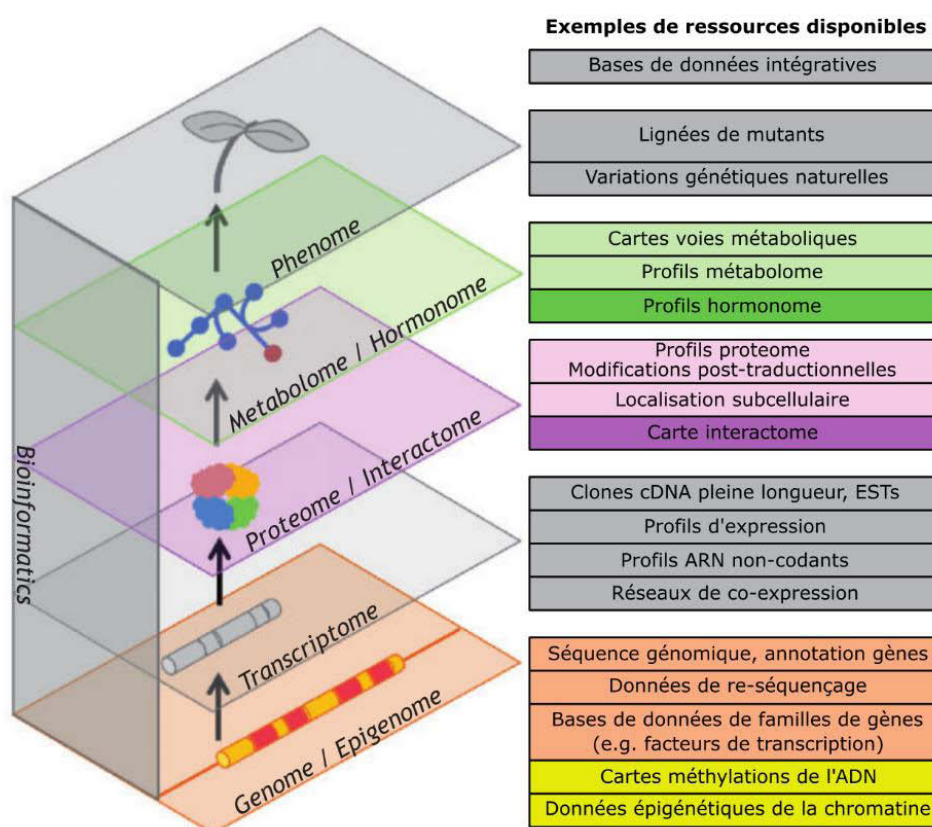 Exemples de ressources disponibles
Bases de données intégratives
Lignées de mutants
Variations génétiques naturelles
Cartes voies métaboliques
Profils métabolome
Profils hormonome
Profils proteome
Modifications post-traductionnelles
Localisation subcellulaire
Carte interactome
Clones cDNA pleine longueur, ESTs
Profils d'expression
Profils ARN non-codants
Réseaux de co-expression
Séquence génomique, annotation gènes
Données de re-séquençage
Bases de données de familles de gènes
(e.g. facteurs de transcription)
Cartes méthylations de l'ADN
Données épigénétiques de la chromatine
Phenome
Metabolome / Hormonome
Proteome / Interactome
Transcriptome
Genome / Epigenome
Bioinformatics